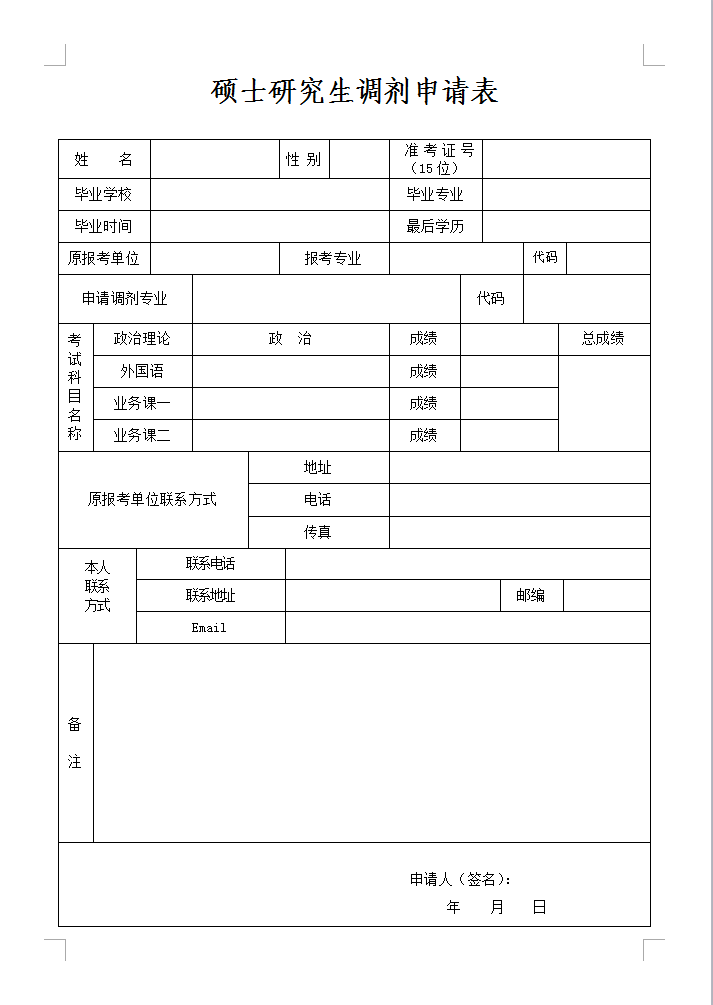 硕士研究生调剂申请表
姓 名 性 别 准考证号
（15位）
毕业学校 毕业专业
毕业时间 最后学历
原报考单位 报考专业 代码
申请调剂专业 代码
考试科目名称
政治理论 政 治 成绩 总成绩
外国语 成绩
业务课一 成绩
业务课二 成绩
原报考单位联系方式
地址
电话
传真
本人
联系
方式
联系电话
联系地址 邮编
Email
备
注
申请人（签名）：
年 月 日